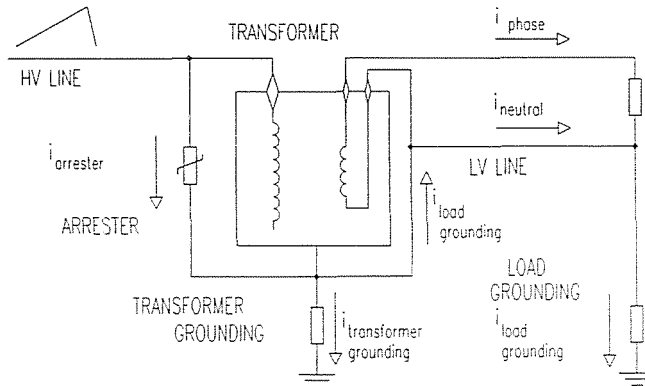 i phase
TRANSFORMER
HV LINE
i neutral
i arrester
LV LINE
ARRESTER
i load
grounding
LOAD
GROUNDING
TRANSFORMER
GROUNDING
i transformer
grounding
i load
grounding